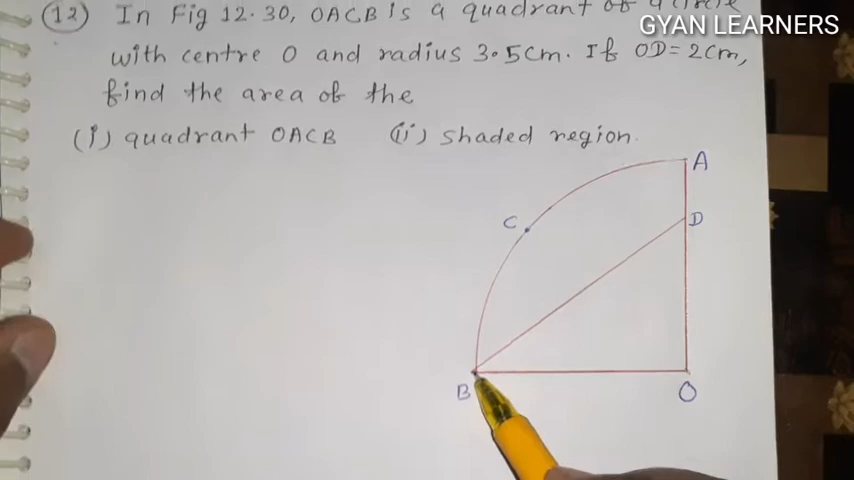 (12) In Fig 12.30, OACB is a quadrant of a circle
GYAN LEARNERS
with centre O and radius 3.5cm. If OD = 2cm,
find the area of the
(i) quadrant OACB (ii) shaded region.
A
C
D
B
O